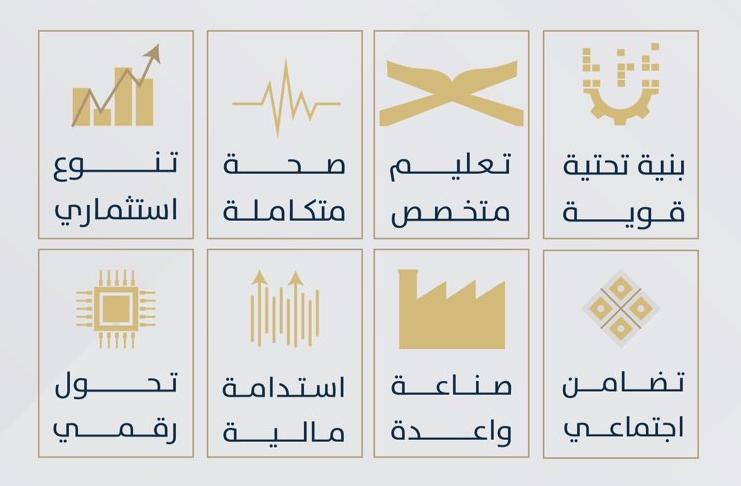 بنية تحتية
قوية
تعليم
متخصص
صحة
متكاملة
تنوع
استثماري
تضامن
اجتماعي
صناعة
واعدة
استدامة
مالية
تحول
رقمي